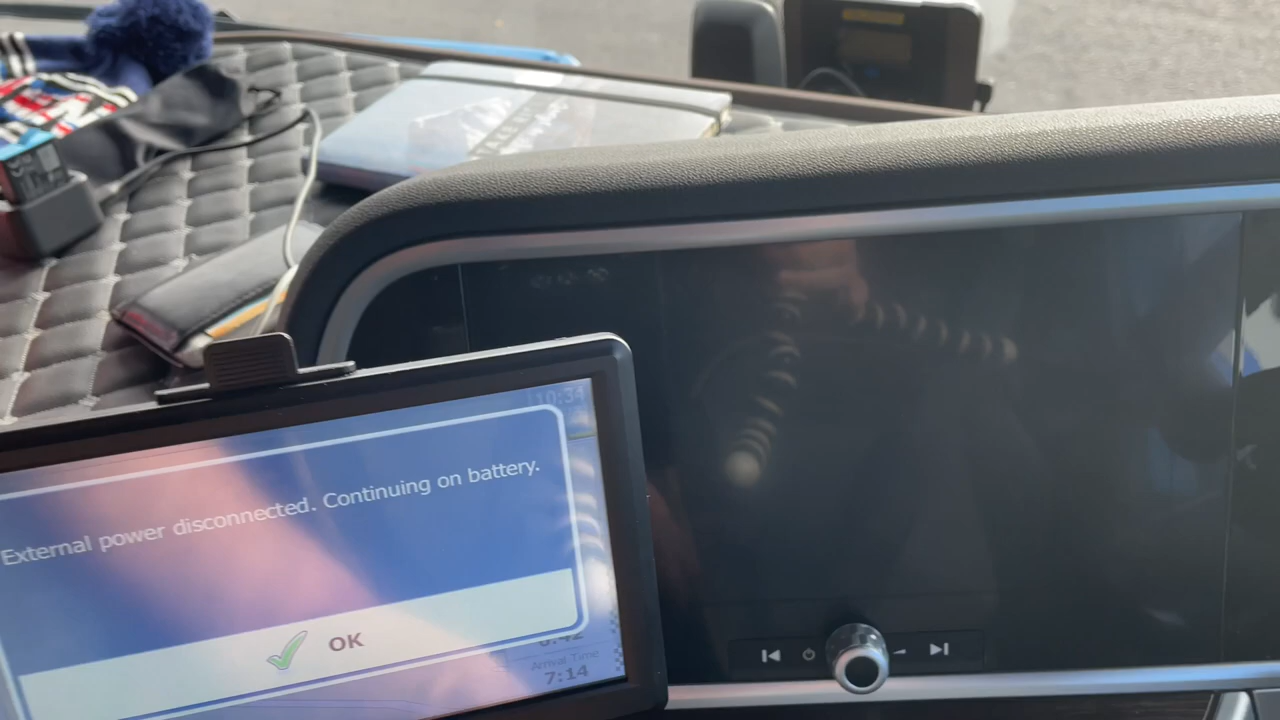 10:34
External power disconnected. Continuing on battery.
OK
Arrival Time
7:14